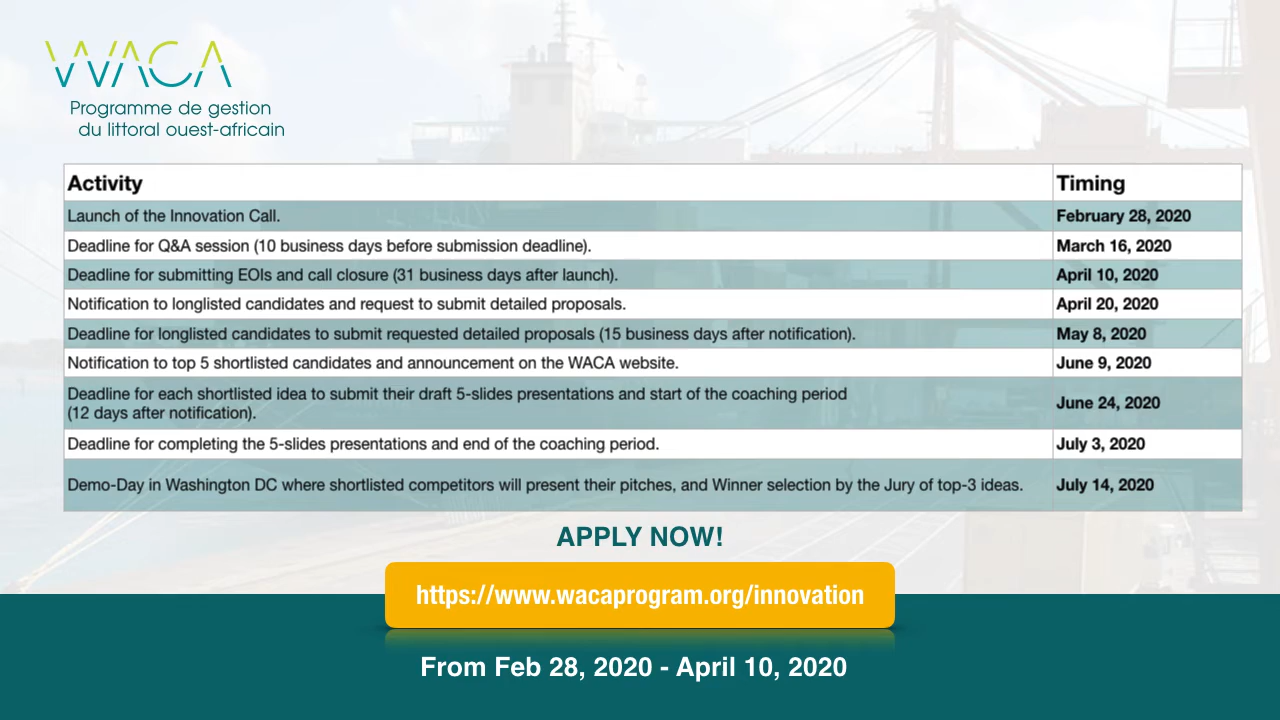 WACA
Programme de gestion
du littoral ouest-africain
Activity Timing
Launch of the Innovation Call. February 28, 2020
Deadline for Q&A session (10 business days before submission deadline). March 16, 2020
Deadline for submitting EOIs and call closure (31 business days after launch). April 10, 2020
Notification to longlisted candidates and request to submit detailed proposals. April 20, 2020
Deadline for longlisted candidates to submit requested detailed proposals (15 business days after notification). May 8, 2020
Notification to top 5 shortlisted candidates and announcement on the WACA website. June 9, 2020
Deadline for each shortlisted idea to submit their draft 5-slides presentations and start of the coaching period
(12 days after notification). June 24, 2020
Deadline for completing the 5-slides presentations and end of the coaching period. July 3, 2020
Demo-Day in Washington DC where shortlisted competitors will present their pitches, and Winner selection by the Jury of top-3 ideas. July 14, 2020
APPLY NOW!
https://www.wacaprogram.org/innovation
From Feb 28, 2020 - April 10, 2020